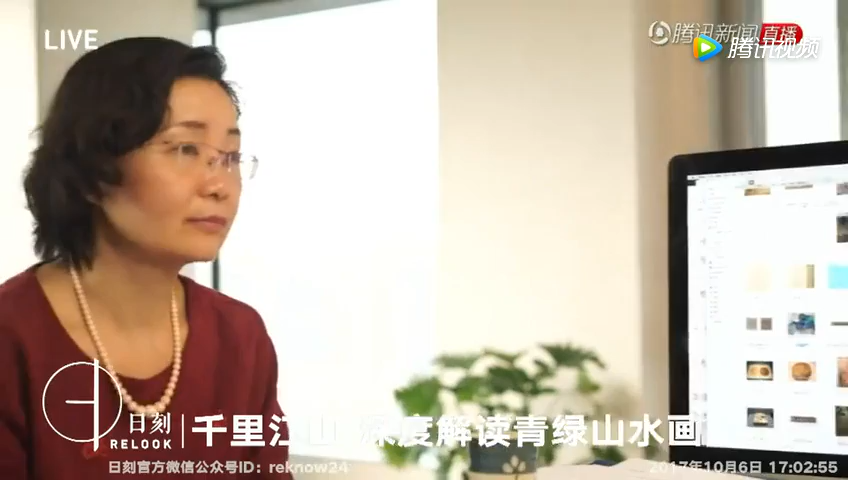 LIVE
腾讯新闻 直播
腾讯视频
日刻
RELOOK
千里江山 深度解读青绿山水画
日刻官方微信公众号ID：reknow24
2017年10月6日 17:02:55